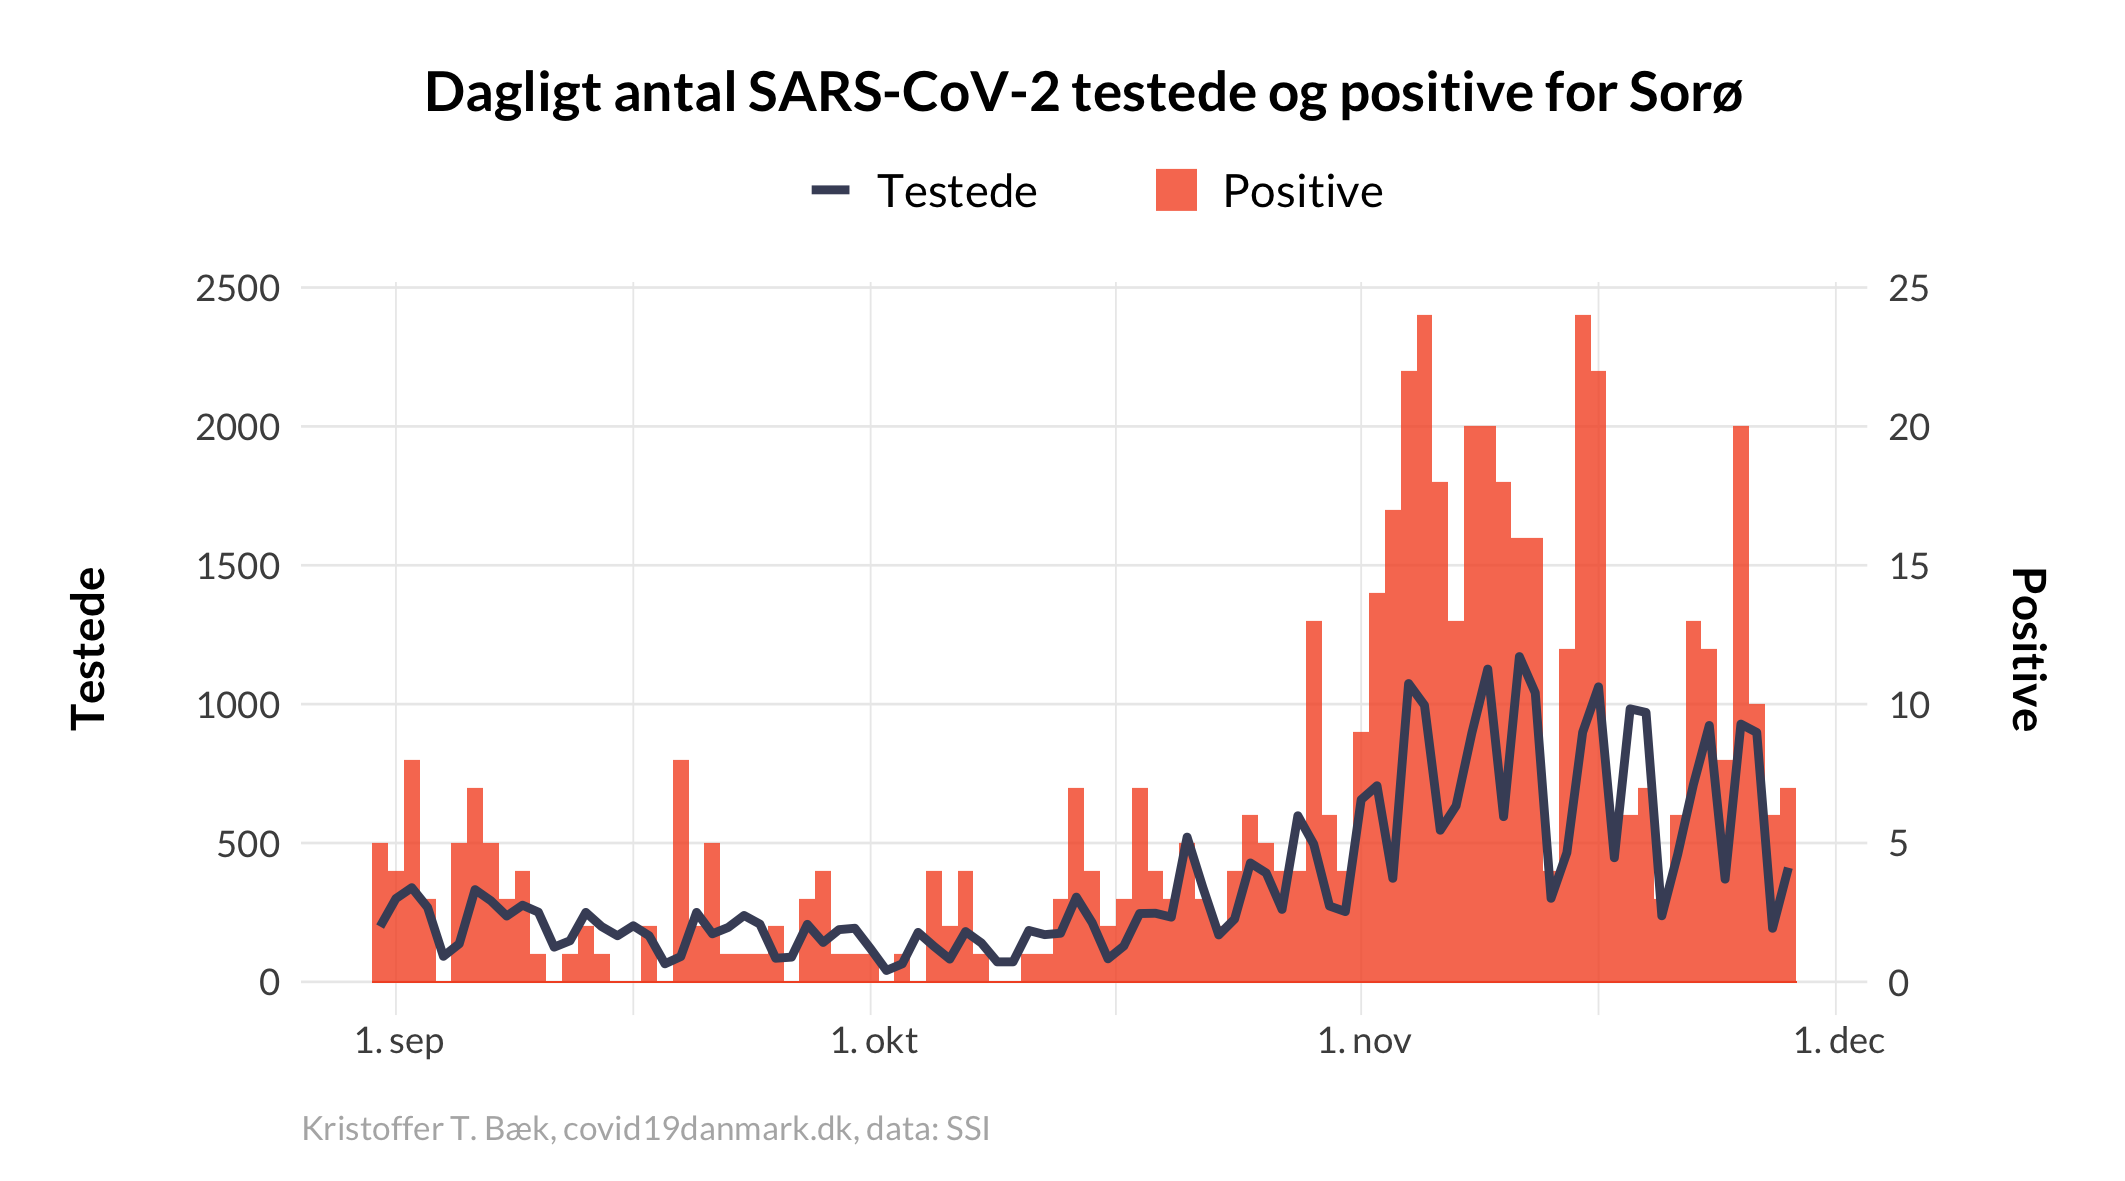 Dagligt antal SARS-CoV-2 testede og positive for Sorø
Testede Positive
2500 25
2000 20
1500 15
1000 10
500 5
0 0
Testede
Positive
1. sep 1. okt 1. nov 1. dec
Kristoffer T. Bæk, covid19danmark.dk, data: SSI